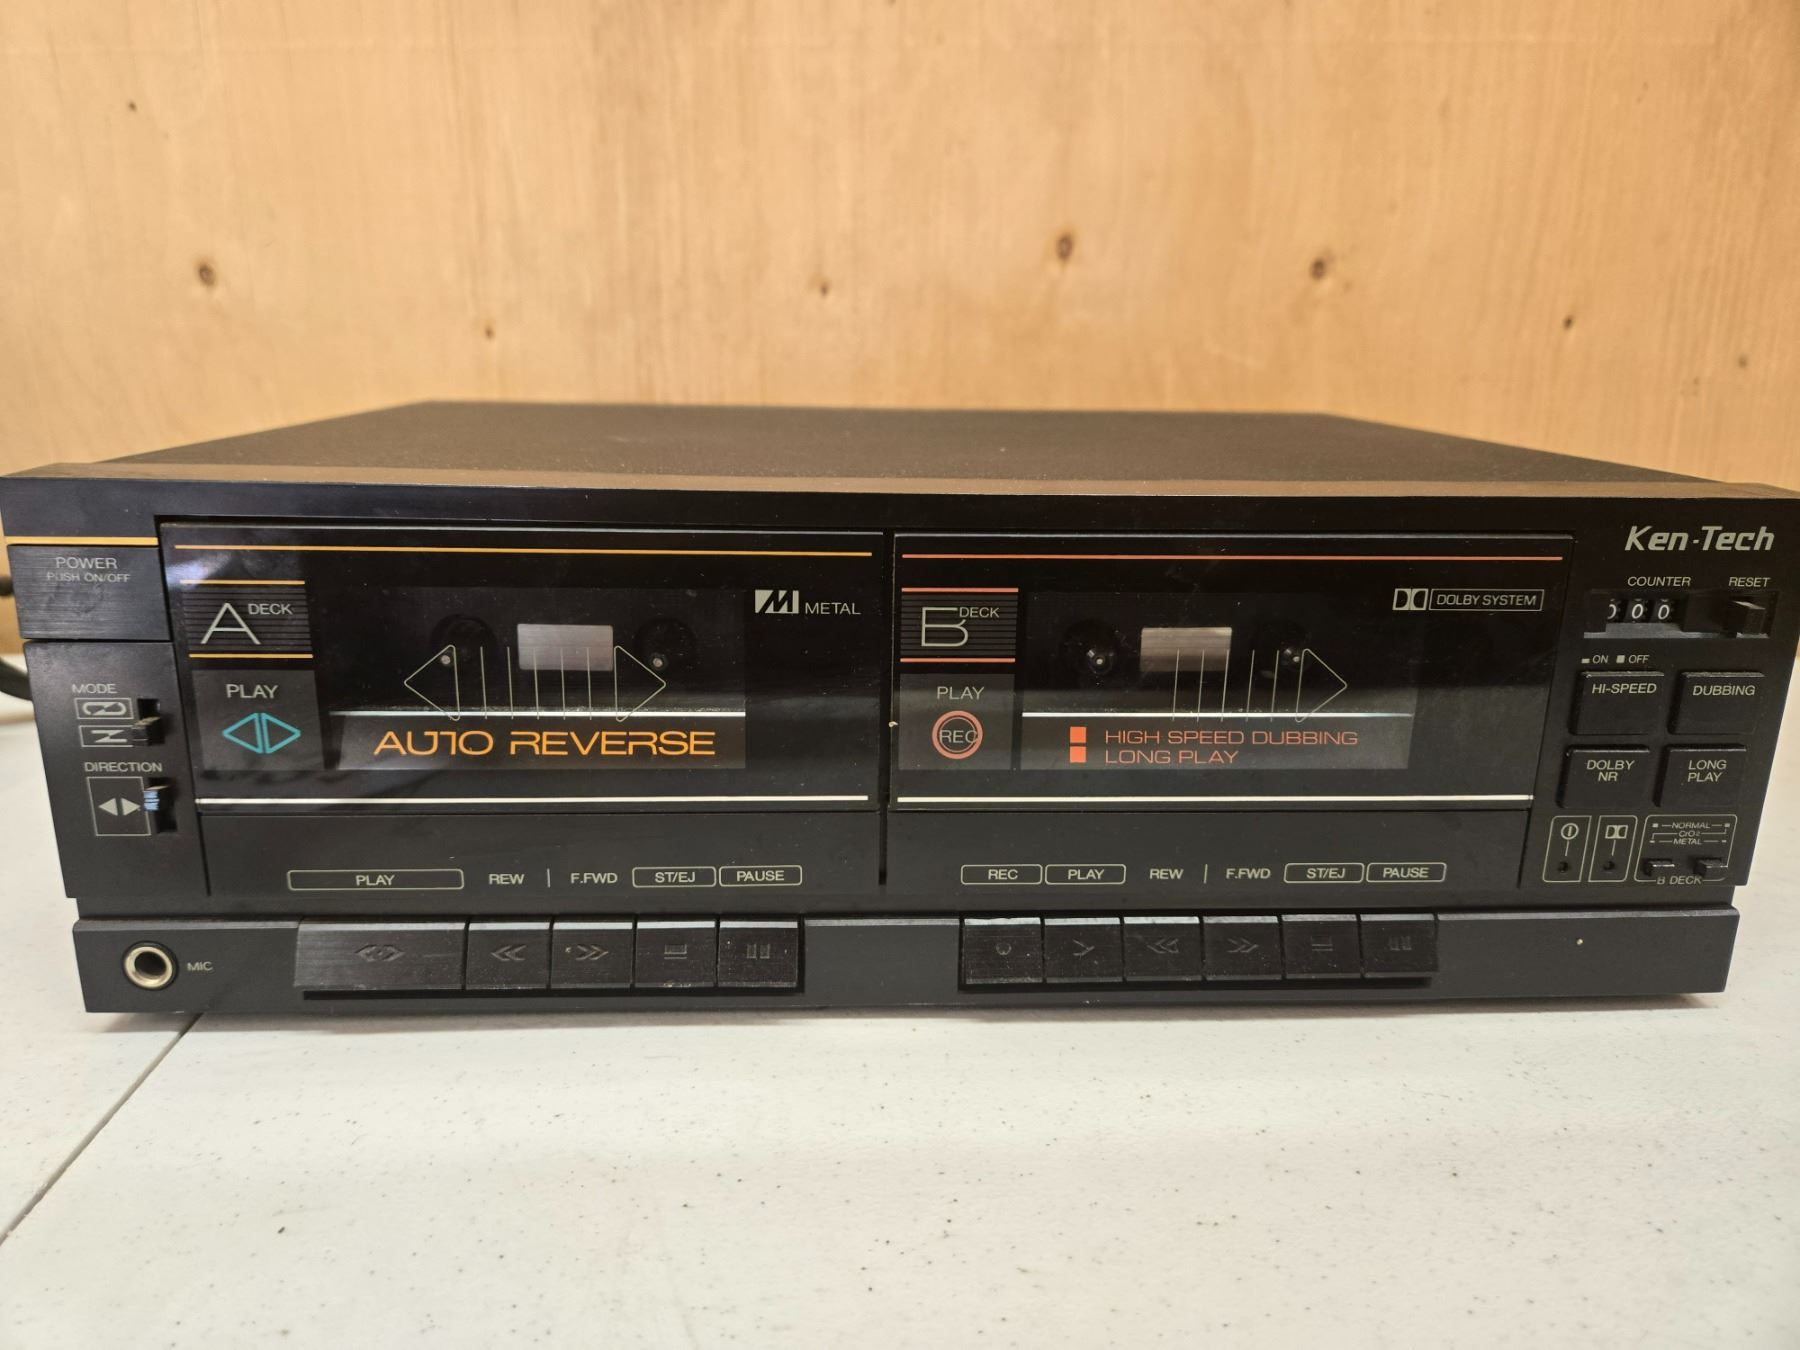 Ken-Tech
POWER
PUSH ON/OFF
A DECK
METAL
PLAY
AUTO REVERSE
B DECK
DOLBY SYSTEM
PLAY
REC
HIGH SPEED DUBBING
LONG PLAY
COUNTER RESET
0 0
ON OFF
HI-SPEED DUBBING
DOLBY NR
LONG PLAY
NORMAL
CrO2
METAL
B DECK
MODE
DIRECTION
PLAY REW F.FWD ST/EJ PAUSE
REC PLAY REW F.FWD ST/EJ PAUSE
MIC